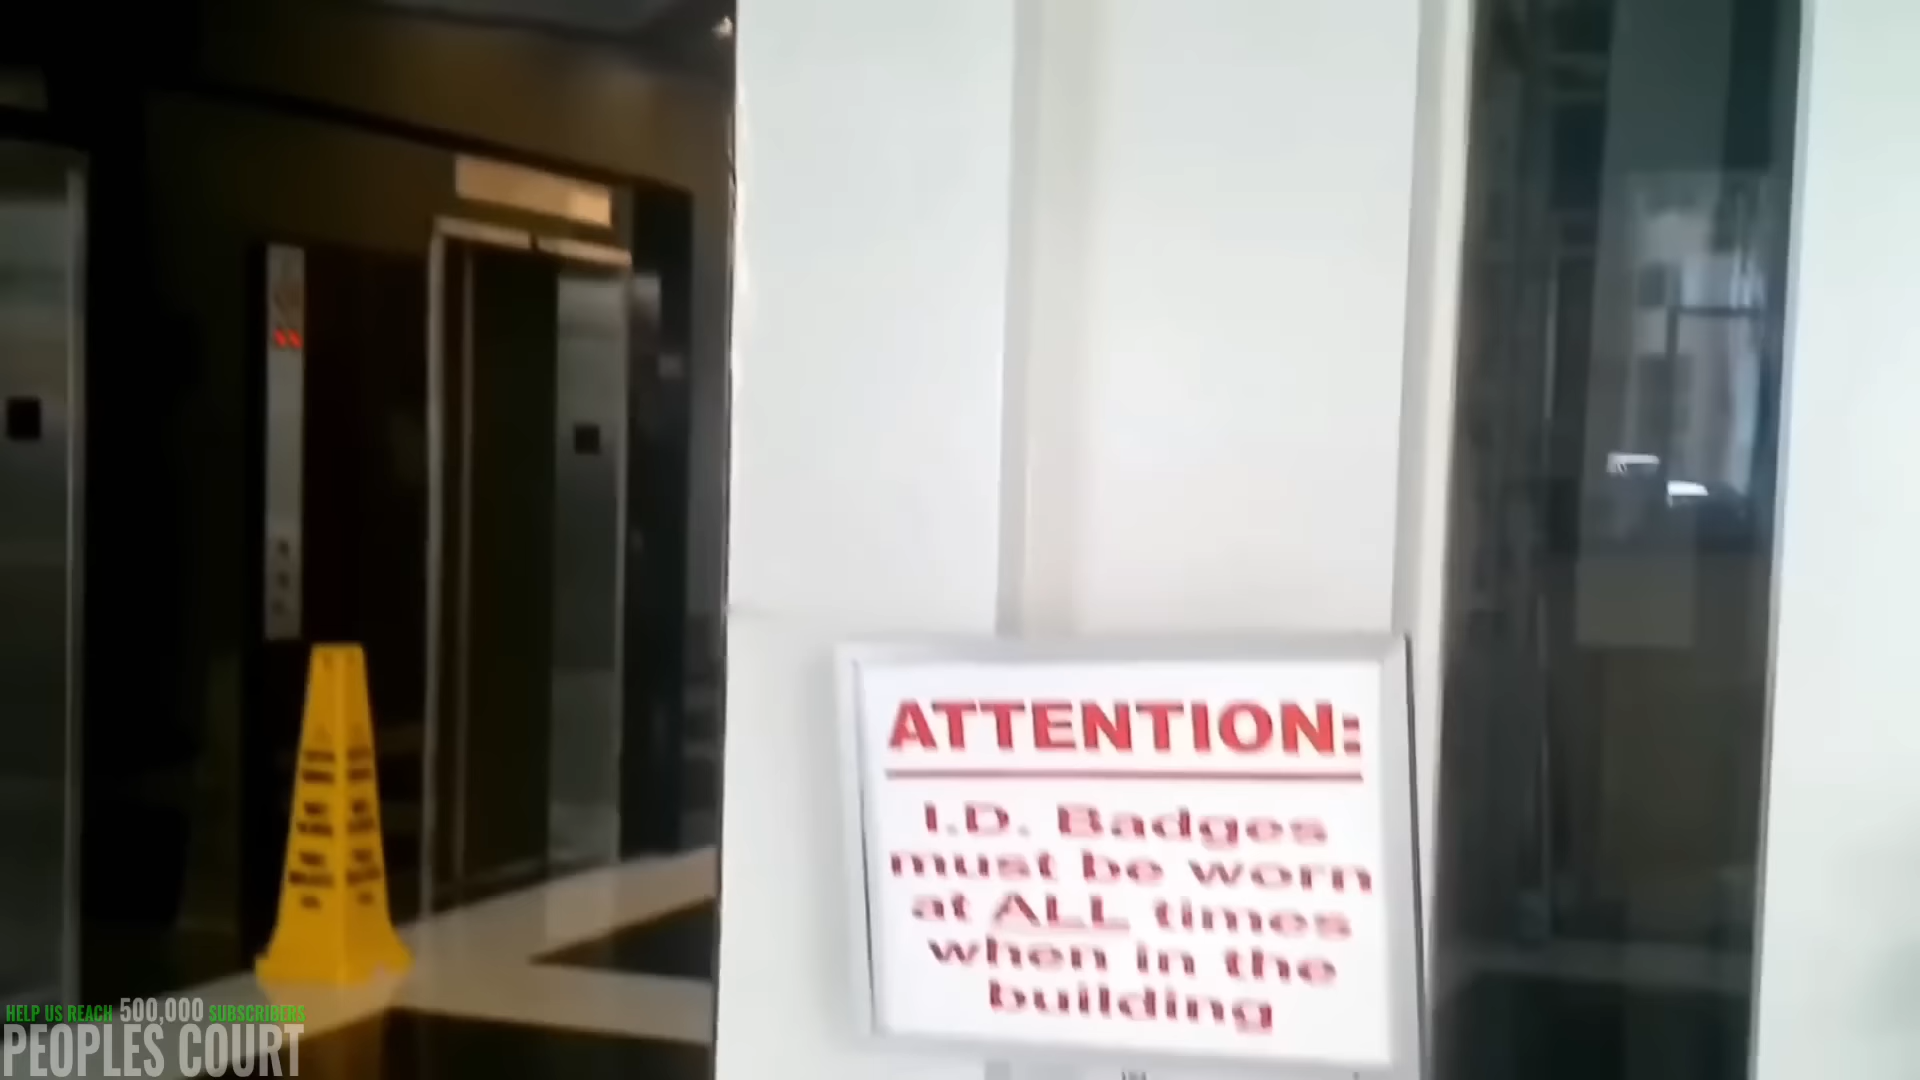 ATTENTION:
I.D. Badges
must be worn
at ALL times
when in the
building
HELP US REACH 500,000 SUBSCRIBERS
PEOPLES COURT